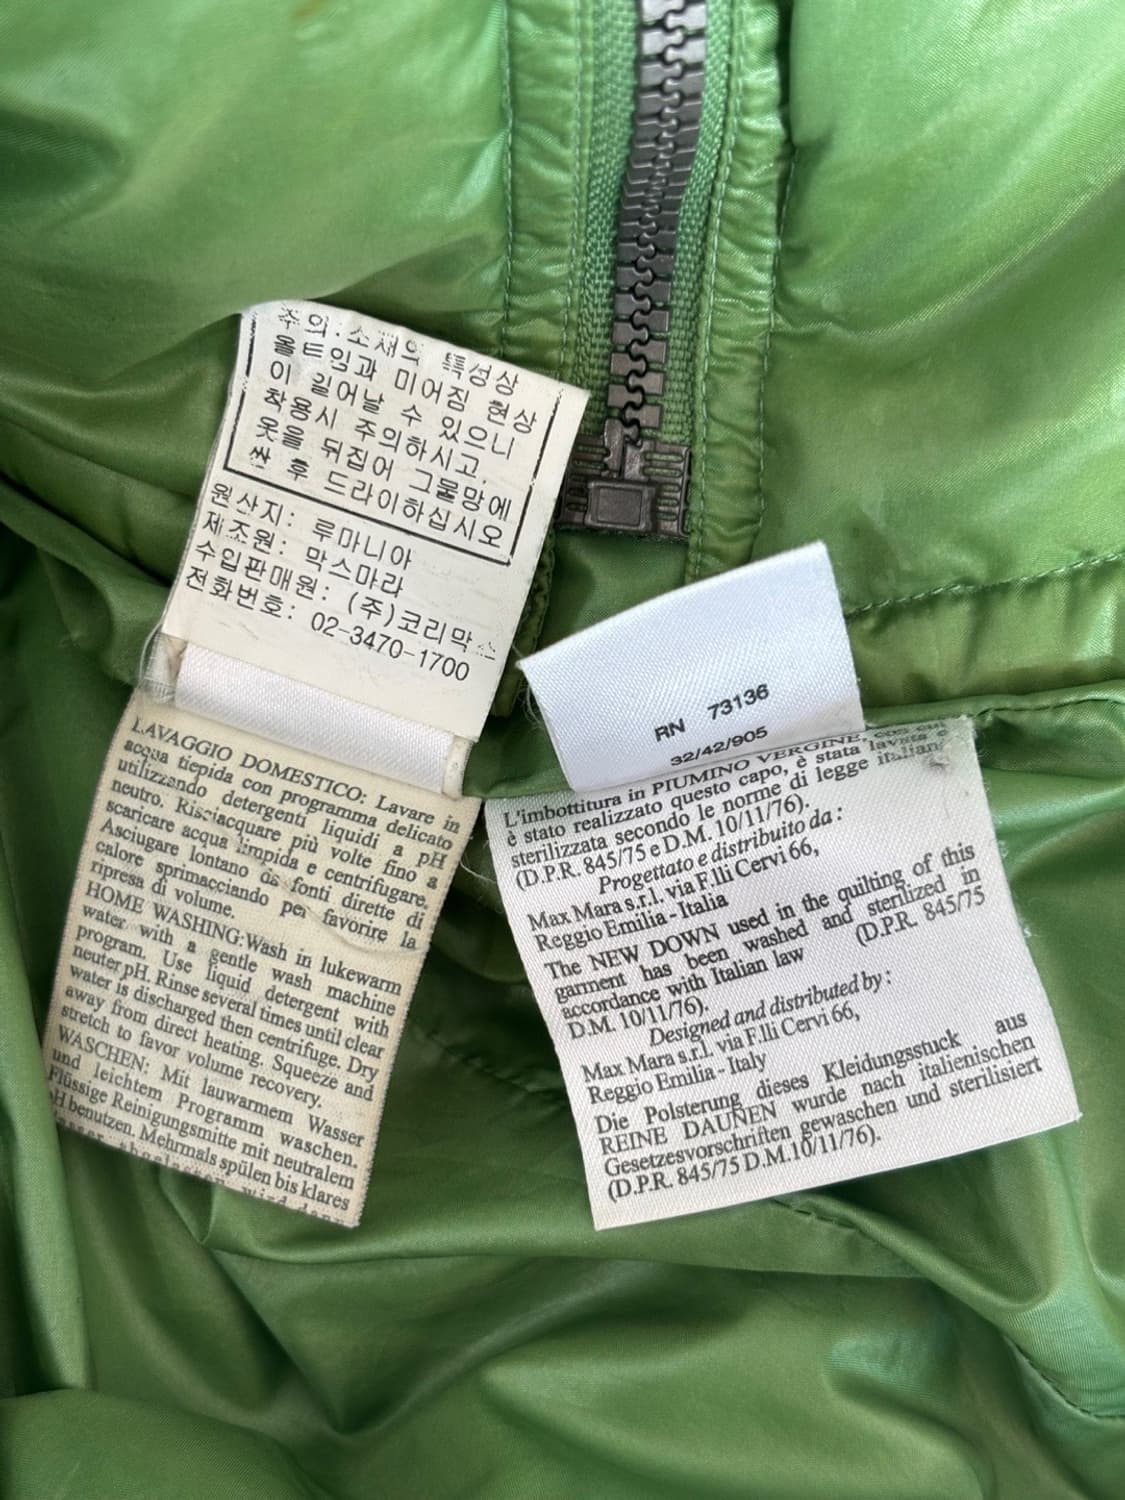 주의:소재의 특성상
올트임과 미어짐 현상
이 일어날 수 있으니
착용시 주의하시고,
옷을 뒤집어 그물망에
싼 후 드라이하십시오
원산지: 루마니아
제조원: 막스마라
수입판매원: (주)코리막스
전화번호: 02-3470-1700
LAVAGGIO DOMESTICO: Lavare in
acqua tiepida con programma delicato
utilizzando detergenti liquidi a pH
neutro. Risciacquare più volte fino a
scaricare acqua limpida e centrifugare.
Asciugare lontano da fonti dirette di
calore sprimacciando per favorire la
ripresa di volume.
HOME WASHING:Wash in lukewarm
water with a gentle wash machine
program. Use liquid detergent with
neuter pH. Rinse several times until clear
water is discharged then centrifuge. Dry
away from direct heating. Squeeze and
stretch to favor volume recovery.
WASCHEN: Mit lauwarmem Wasser
und leichtem Programm waschen.
Flüssige Reinigungsmitte mit neutralem
pH benutzen. Mehrmals spülen bis klares
RN 73136
32/42/905
L'imbottitura in PIUMINO VERGINE, con cui
è stato realizzato questo capo, è stata lavata e
sterilizzata secondo le norme di legge italiana
(D.P.R. 845/75 e D.M. 10/11/76).
Progettato e distribuito da :
Max Mara s.r.l. via F.lli Cervi 66,
Reggio Emilia - Italia
The NEW DOWN used in the quilting of this
garment has been washed and sterilized in
accordance with Italian law (D.P.R. 845/75
D.M. 10/11/76).
Designed and distributed by :
Max Mara s.r.l. via F.lli Cervi 66,
Reggio Emilia - Italy
Die Polsterung dieses Kleidungsstuck aus
REINE DAUÑEN wurde nach italienischen
Gesetzesvorschriften gewaschen und sterilisiert
(D.P.R. 845/75 D.M.10/11/76).